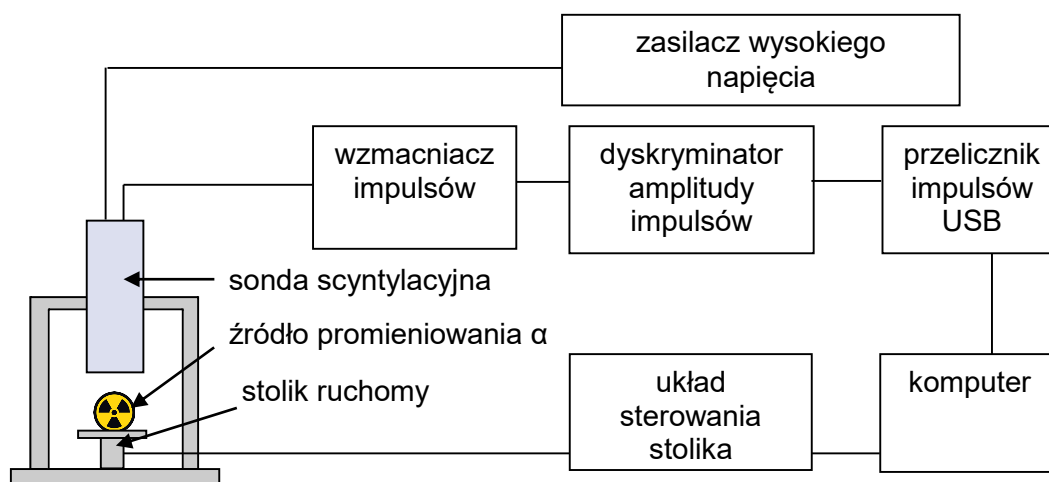 zasilacz wysokiego
napięcia
wzmacniacz
impulsów
dyskryminator
amplitudy
impulsów
przelicznik
impulsów
USB
sonda scyntylacyjna
źródło promieniowania α
stolik ruchomy
układ
sterowania
stolika
komputer